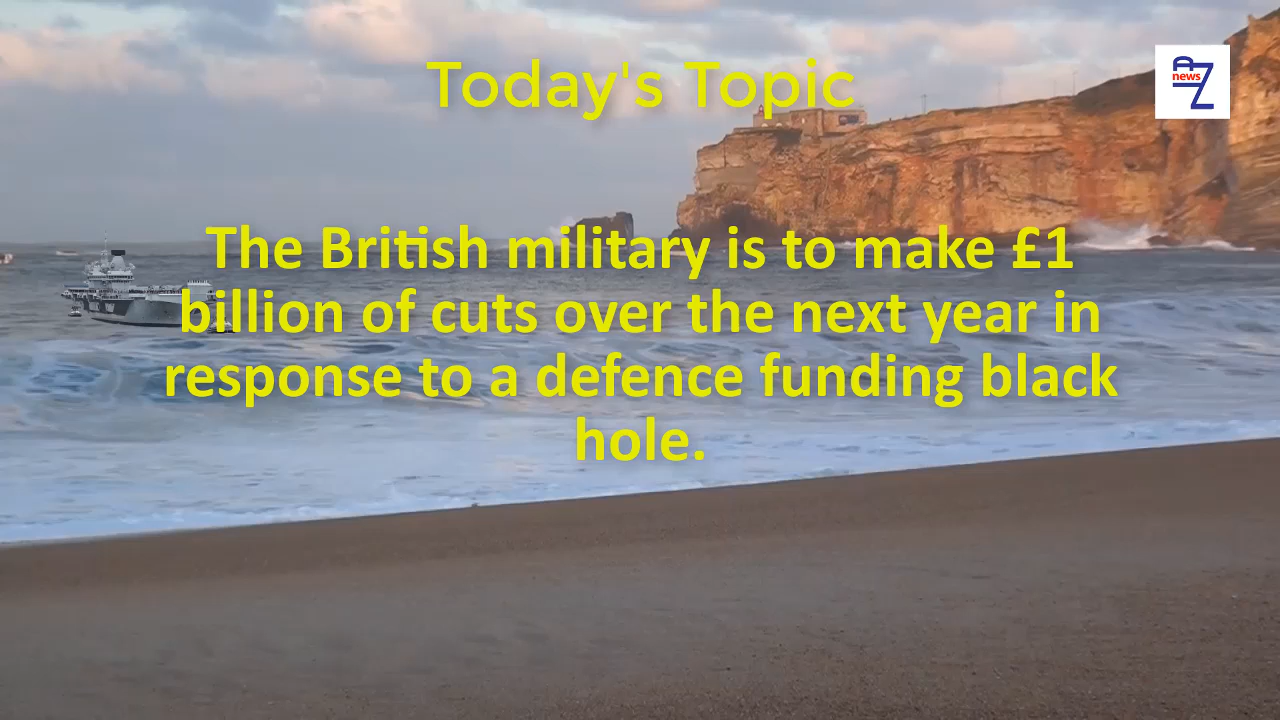 Today's Topic
A
news
Z
The British military is to make £1
billion of cuts over the next year in
response to a defence funding black
hole.